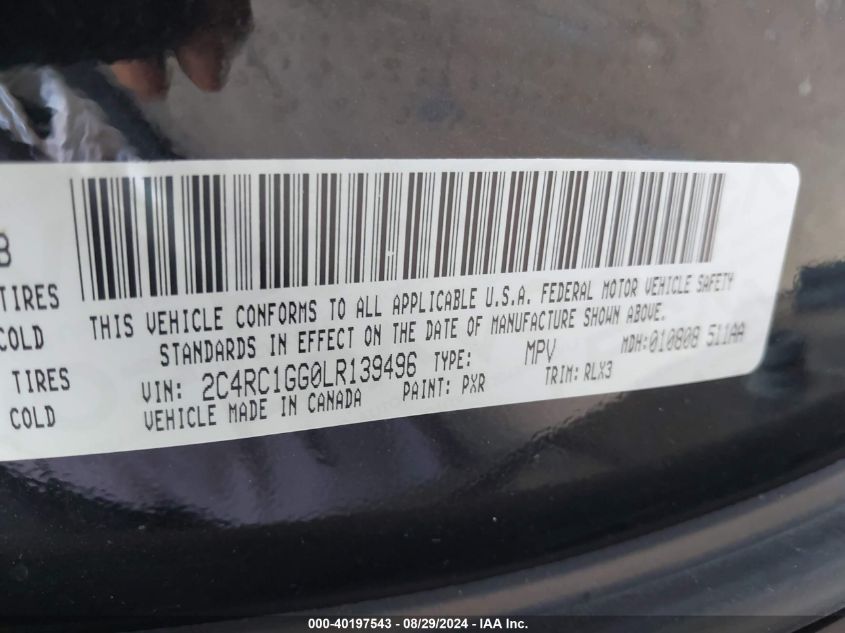 B
TIRES
COLD
TIRES
COLD
THIS VEHICLE CONFORMS TO ALL APPLICABLE U.S.A. FEDERAL MOTOR VEHICLE SAFETY
STANDARDS IN EFFECT ON THE DATE OF MANUFACTURE SHOWN ABOVE.
MDH:010808 511AA
VIN: 2C4RC1GG0LR139496 TYPE: MPV
VEHICLE MADE IN CANADA PAINT: PXR TRIM: RLX3
000-40197543 - 08/29/2024 - IAA Inc.